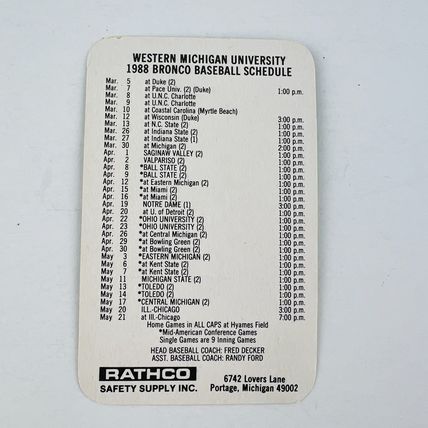 WESTERN MICHIGAN UNIVERSITY
1988 BRONCO BASEBALL SCHEDULE
Mar. 5 at Duke (2)
Mar. 7 at Pace Univ. (2) (Duke) 1:00 p.m.
Mar. 8 at U.N.C. Charlotte
Mar. 9 at U.N.C. Charlotte
Mar. 10 at Coastal Carolina (Myrtle Beach)
Mar. 12 at Wisconsin (Duke) 3:00 p.m.
Mar. 13 at N.C. State (2) 1:00 p.m.
Mar. 26 at Indiana State (2) 1:00 p.m.
Mar. 27 at Indiana State (1) 1:00 p.m.
Mar. 30 at Michigan (2) 2:00 p.m.
Apr. 1 SAGINAW VALLEY (2) 1:00 p.m.
Apr. 2 VALPARISO (2) 1:00 p.m.
Apr. 8 *BALL STATE (2) 1:00 p.m.
Apr. 9 *BALL STATE (2) 1:00 p.m.
Apr. 12 *at Eastern Michigan (2) 1:00 p.m.
Apr. 15 *at Miami (2) 1:00 p.m.
Apr. 16 *at Miami (2) 1:00 p.m.
Apr. 19 NOTRE DAME (1) 3:00 p.m.
Apr. 20 at U. of Detroit (2) 1:00 p.m.
Apr. 22 *OHIO UNIVERSITY (2) 1:00 p.m.
Apr. 23 *OHIO UNIVERSITY (2) 1:00 p.m.
Apr. 26 *at Central Michigan (2) 1:00 p.m.
Apr. 29 *at Bowling Green (2) 1:00 p.m.
Apr. 30 *at Bowling Green (2) 1:00 p.m.
May 3 *EASTERN MICHIGAN (2) 1:00 p.m.
May 6 *at Kent State (2) 1:00 p.m.
May 7 *at Kent State (2) 1:00 p.m.
May 11 MICHIGAN STATE (2) 1:00 p.m.
May 13 *TOLEDO (2) 1:00 p.m.
May 14 *TOLEDO (2) 1:00 p.m.
May 17 *CENTRAL MICHIGAN (2) 1:00 p.m.
May 20 ILL.-CHICAGO 3:00 p.m.
May 21 at Ill.-Chicago 7:00 p.m.
Home Games in ALL CAPS at Hyames Field
*Mid-American Conference Games
Single Games are 9 Inning Games
HEAD BASEBALL COACH: FRED DECKER
ASST. BASEBALL COACH: RANDY FORD
RATHCO
SAFETY SUPPLY INC.
6742 Lovers Lane
Portage, Michigan 49002